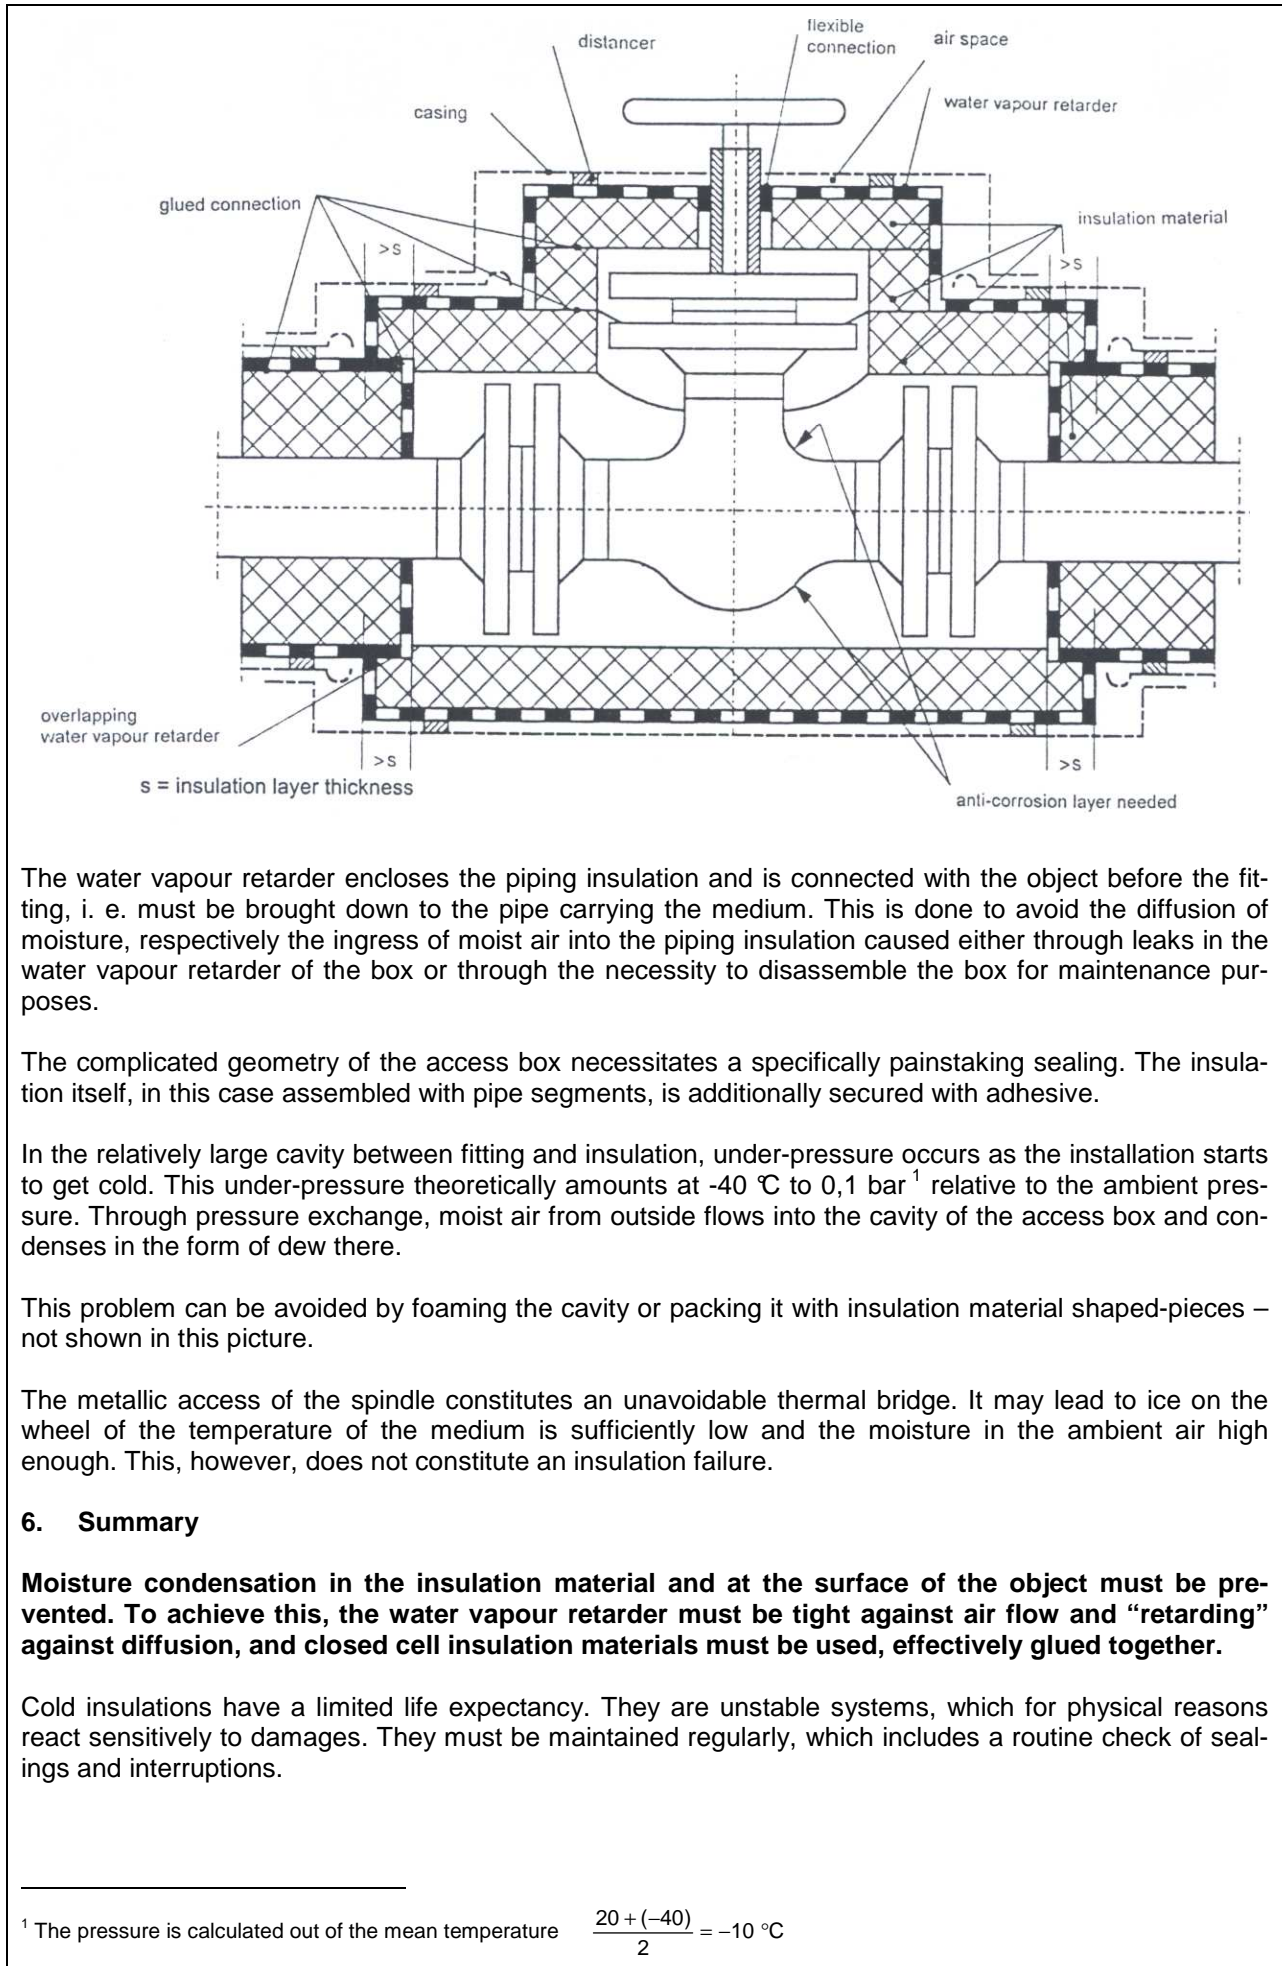 flexible
connection
distancer
air space
water vapour retarder
casing
glued connection
insulation material
>s
>s
overlapping
water vapour retarder
>s
>s
s = insulation layer thickness
anti-corrosion layer needed
The water vapour retarder encloses the piping insulation and is connected with the object before the fit-
ting, i. e. must be brought down to the pipe carrying the medium. This is done to avoid the diffusion of
moisture, respectively the ingress of moist air into the piping insulation caused either through leaks in the
water vapour retarder of the box or through the necessity to disassemble the box for maintenance pur-
poses.
The complicated geometry of the access box necessitates a specifically painstaking sealing. The insula-
tion itself, in this case assembled with pipe segments, is additionally secured with adhesive.
In the relatively large cavity between fitting and insulation, under-pressure occurs as the installation starts
to get cold. This under-pressure theoretically amounts at -40 °C to 0,1 bar ¹ relative to the ambient pres-
sure. Through pressure exchange, moist air from outside flows into the cavity of the access box and con-
denses in the form of dew there.
This problem can be avoided by foaming the cavity or packing it with insulation material shaped-pieces –
not shown in this picture.
The metallic access of the spindle constitutes an unavoidable thermal bridge. It may lead to ice on the
wheel of the temperature of the medium is sufficiently low and the moisture in the ambient air high
enough. This, however, does not constitute an insulation failure.
6. Summary
Moisture condensation in the insulation material and at the surface of the object must be pre-
vented. To achieve this, the water vapour retarder must be tight against air flow and “retarding”
against diffusion, and closed cell insulation materials must be used, effectively glued together.
Cold insulations have a limited life expectancy. They are unstable systems, which for physical reasons
react sensitively to damages. They must be maintained regularly, which includes a routine check of seal-
ings and interruptions.
¹ The pressure is calculated out of the mean temperature 20 + (−40) / 2 = −10 °C